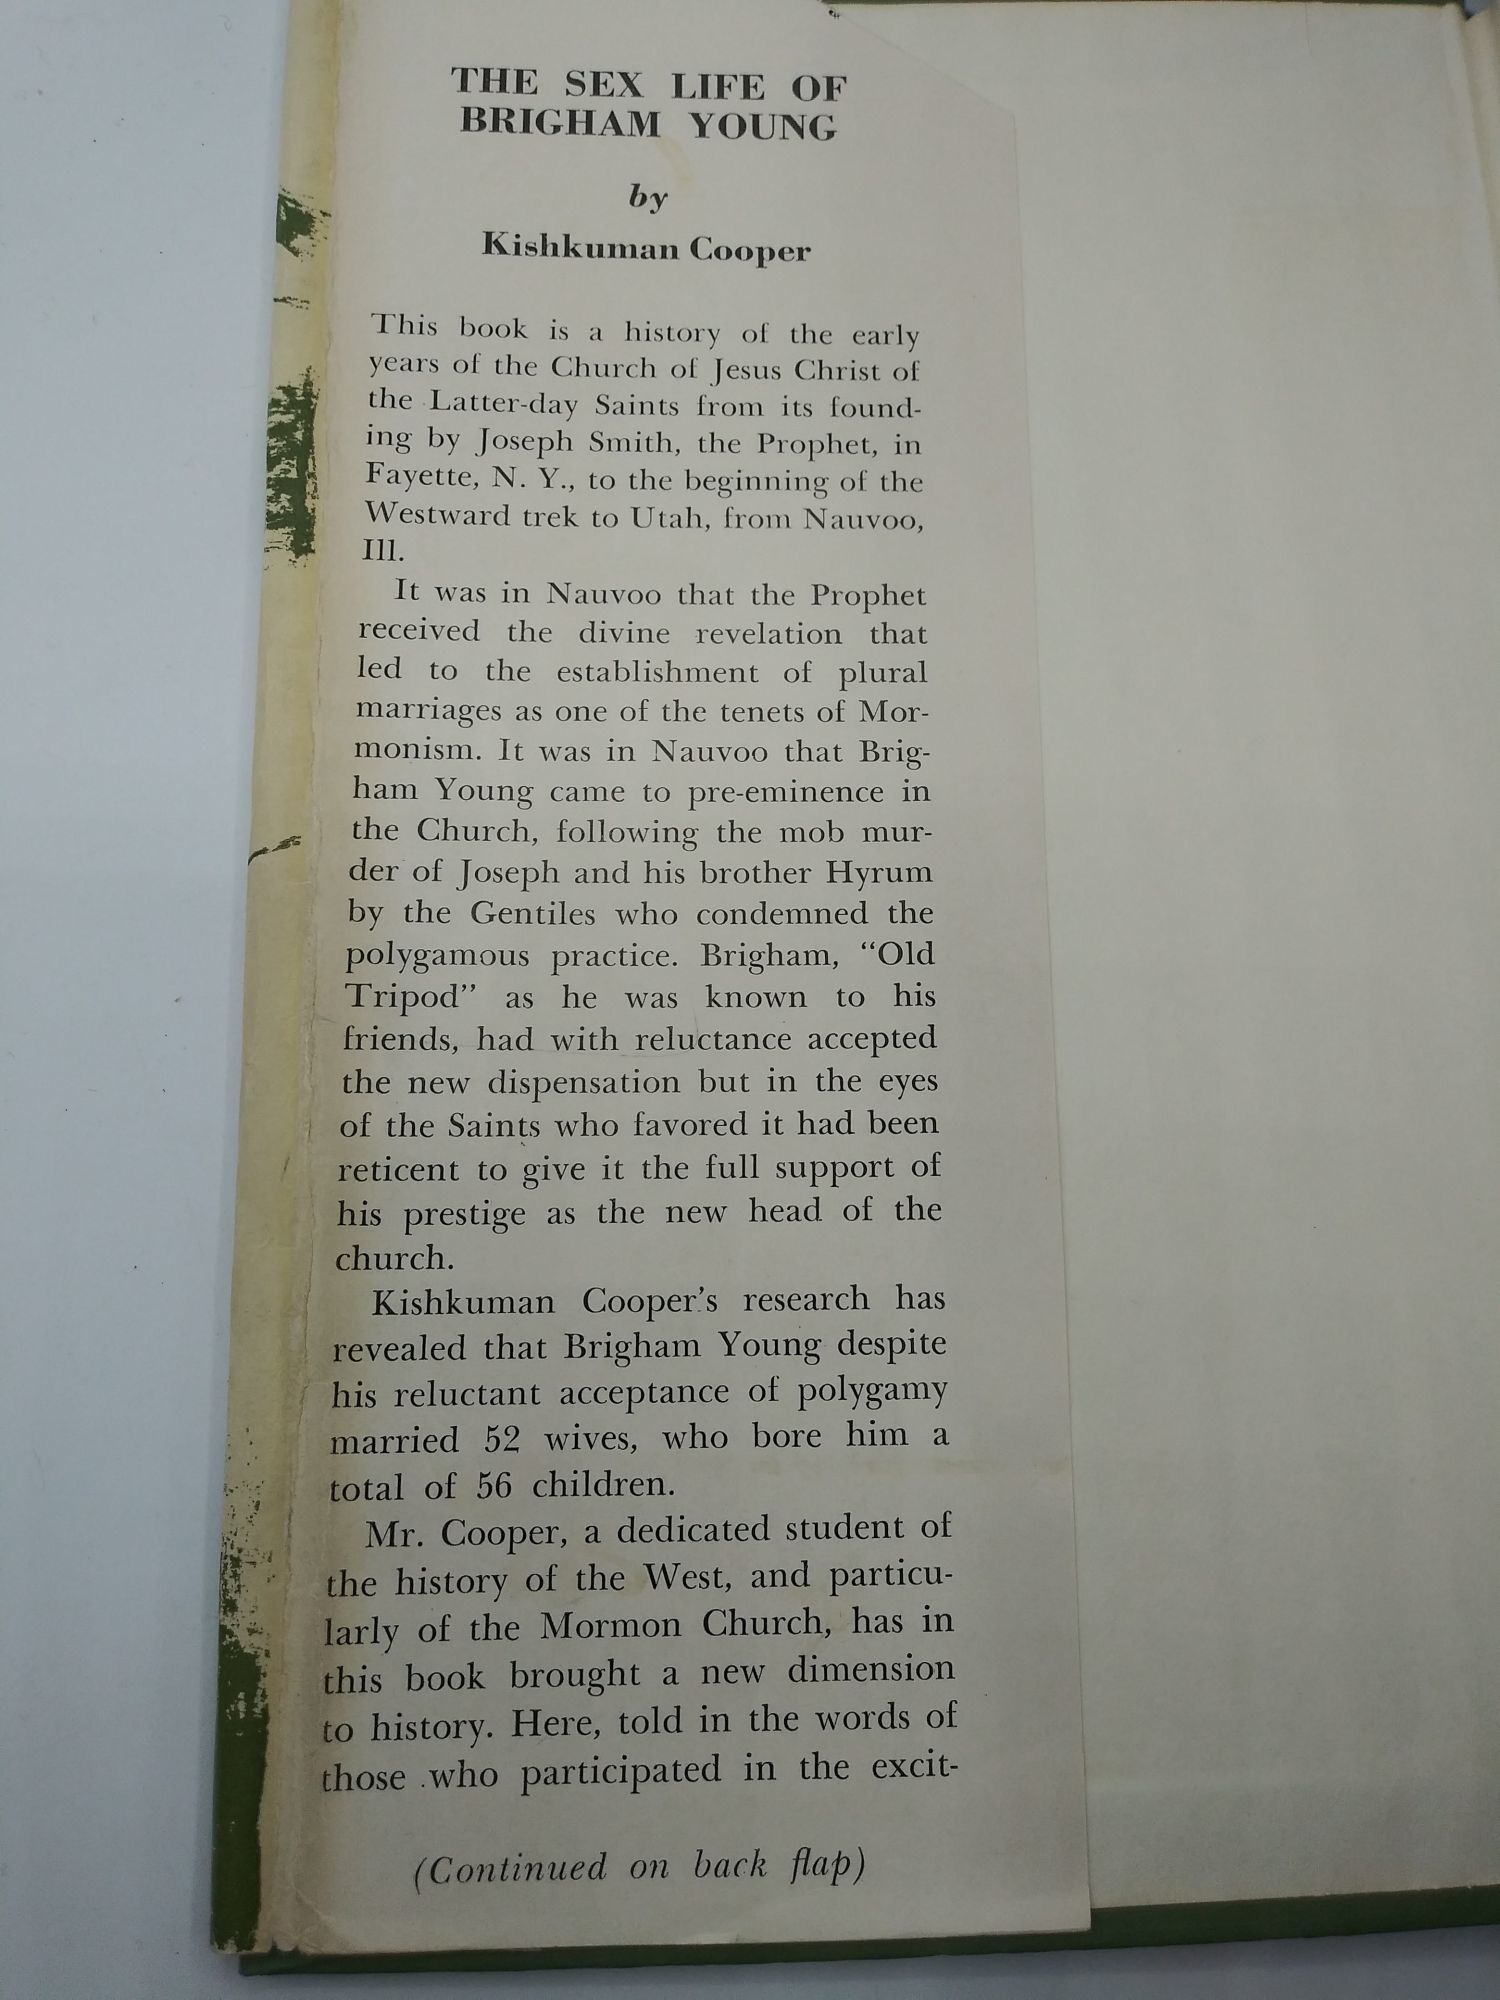 THE SEX LIFE OF
BRIGHAM YOUNG
by
Kishkuman Cooper
This book is a history of the early
years of the Church of Jesus Christ of
the Latter-day Saints from its found-
ing by Joseph Smith, the Prophet, in
Fayette, N. Y., to the beginning of the
Westward trek to Utah, from Nauvoo,
Ill.
It was in Nauvoo that the Prophet
received the divine revelation that
led to the establishment of plural
marriages as one of the tenets of Mor-
monism. It was in Nauvoo that Brig-
ham Young came to pre-eminence in
the Church, following the mob mur-
der of Joseph and his brother Hyrum
by the Gentiles who condemned the
polygamous practice. Brigham, “Old
Tripod” as he was known to his
friends, had with reluctance accepted
the new dispensation but in the eyes
of the Saints who favored it had been
reticent to give it the full support of
his prestige as the new head of the
church.
Kishkuman Cooper's research has
revealed that Brigham Young despite
his reluctant acceptance of polygamy
married 52 wives, who bore him a
total of 56 children.
Mr. Cooper, a dedicated student of
the history of the West, and particu-
larly of the Mormon Church, has in
this book brought a new dimension
to history. Here, told in the words of
those who participated in the excit-
(Continued on back flap)